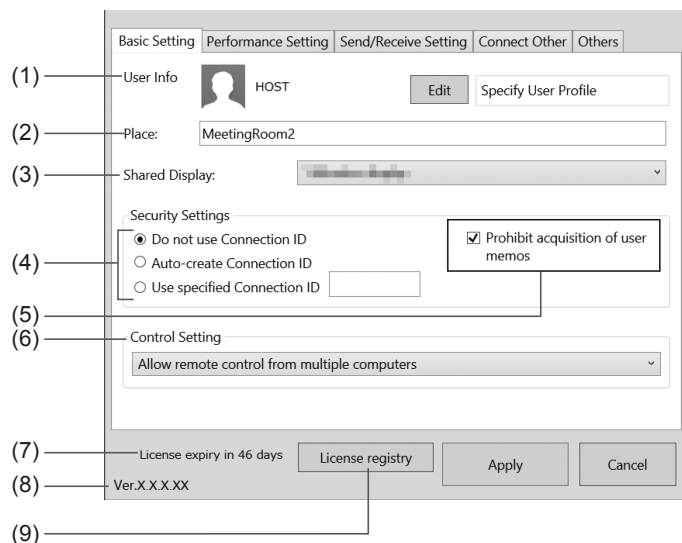 Basic Setting Performance Setting Send/Receive Setting Connect Other Others
(1) User Info HOST Edit Specify User Profile
(2) Place: MeetingRoom2
(3) Shared Display:
Security Settings
Do not use Connection ID
Auto-create Connection ID
Use specified Connection ID
(4)
Prohibit acquisition of user
memos
(5)
(6) Control Setting
Allow remote control from multiple computers
(7) License expiry in 46 days License registry Apply Cancel
(8) Ver.X.X.X.XX
(9)